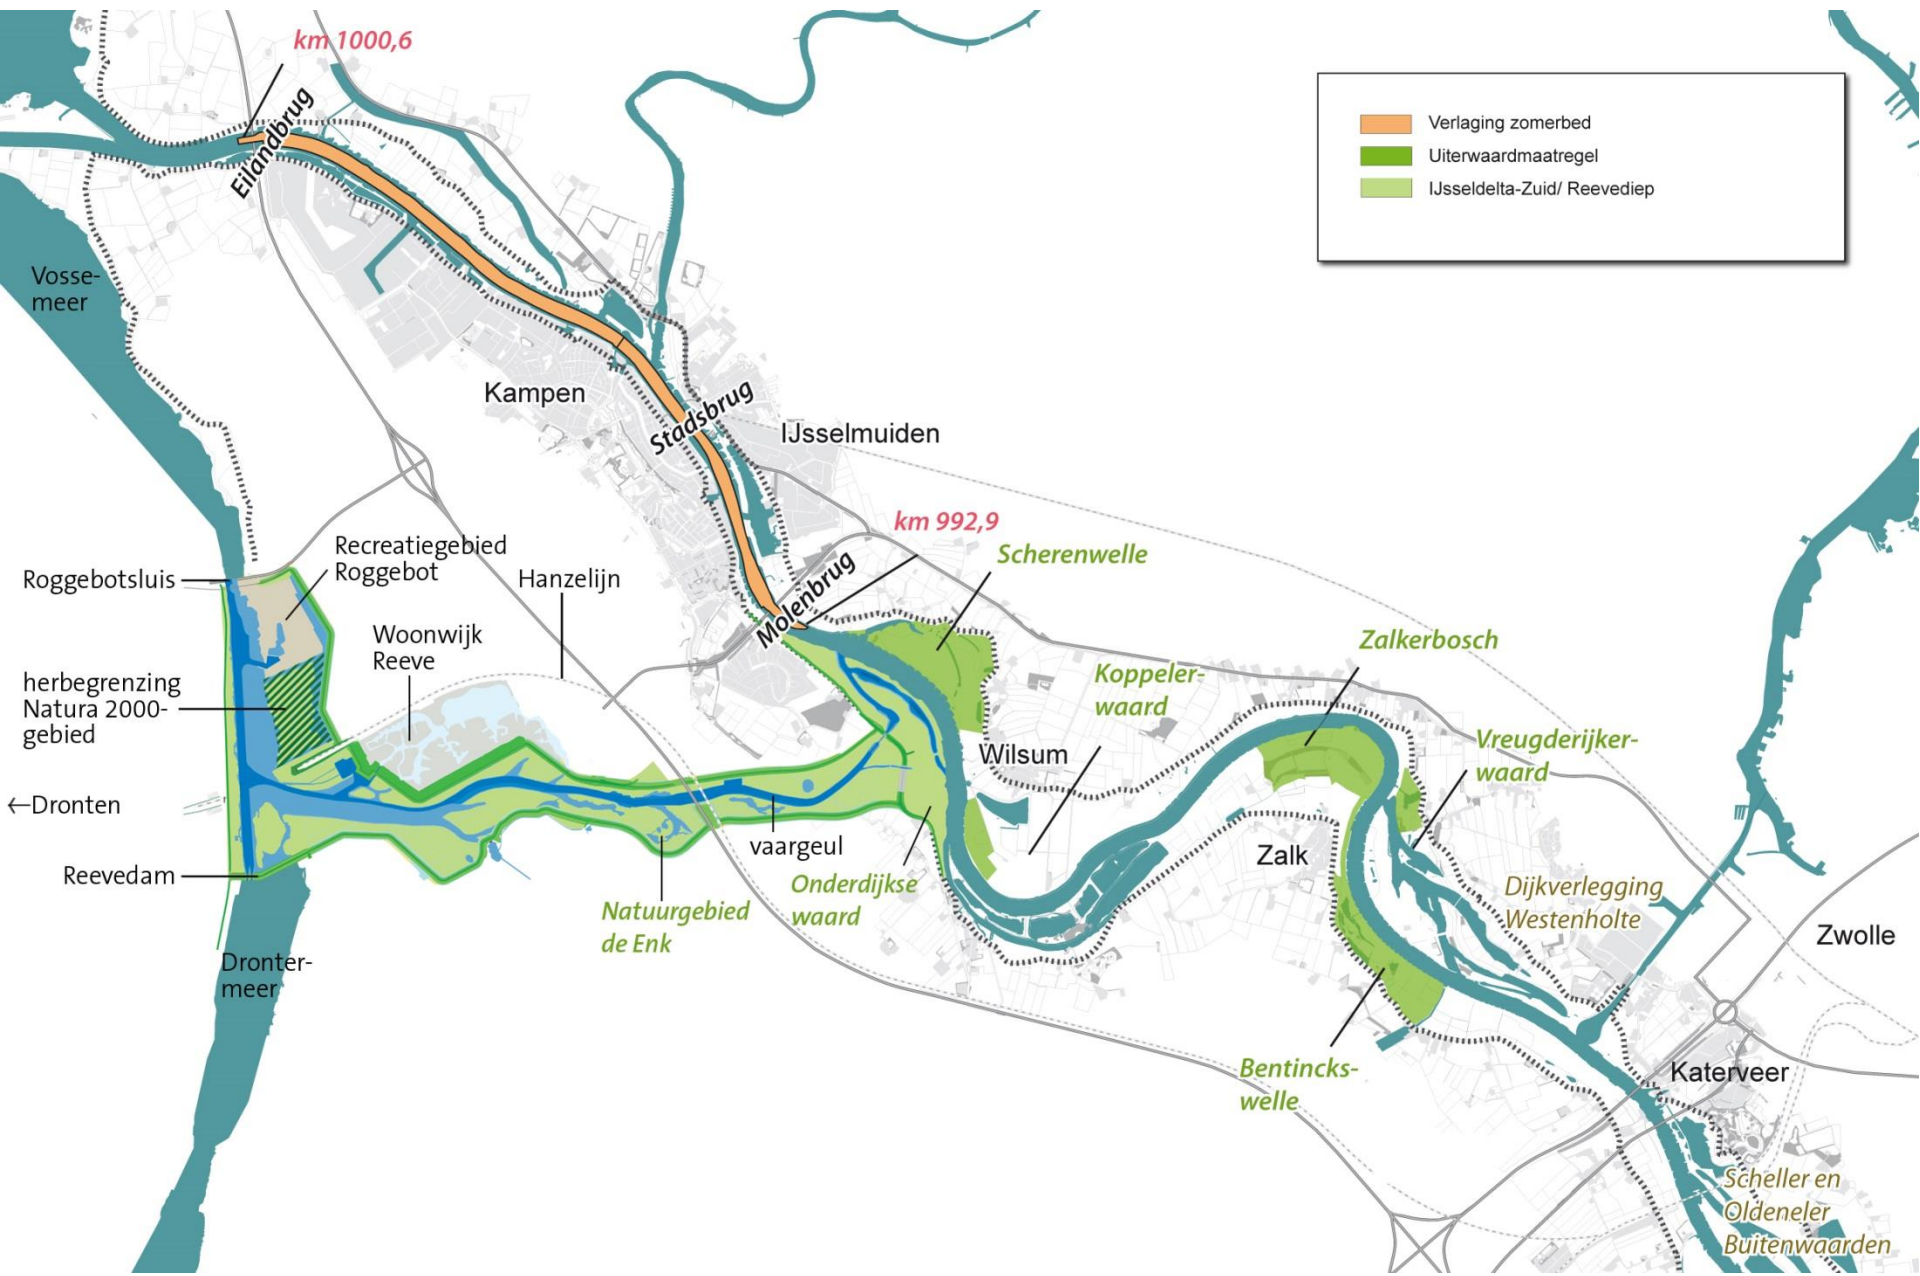 km 1000,6
Eilandbrug
Verlaging zomerbed
Uiterwaardmaatregel
IJsseldelta-Zuid/ Reevediep
Vosse-
meer
Kampen
Stadsbrug
IJsselmuiden
km 992,9
Scherenwelle
Molenbrug
Recreatiegebied
Roggebot
Roggebotsluis
Hanzelijn
Woonwijk
Reeve
herbegrenzing
Natura 2000-
gebied
Zalkerbosch
Koppeler-
waard
Wilsum
Vreugderijker-
waard
←Dronten
vaargeul
Zalk
Reevedam
Onderdijkse
waard
Natuurgebied
de Enk
Dijkverlegging
Westenholte
Zwolle
Dronter-
meer
Bentincks-
welle
Katerveer
Scheller en
Oldeneler
Buitenwaarden